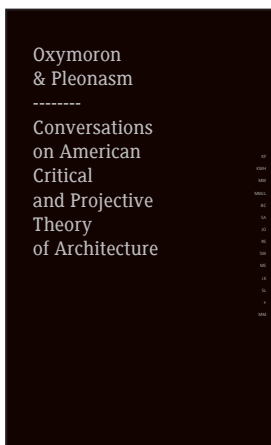 Oxymoron
& Pleonasm
--------
Conversations
on American
Critical
and Projective
Theory
of Architecture